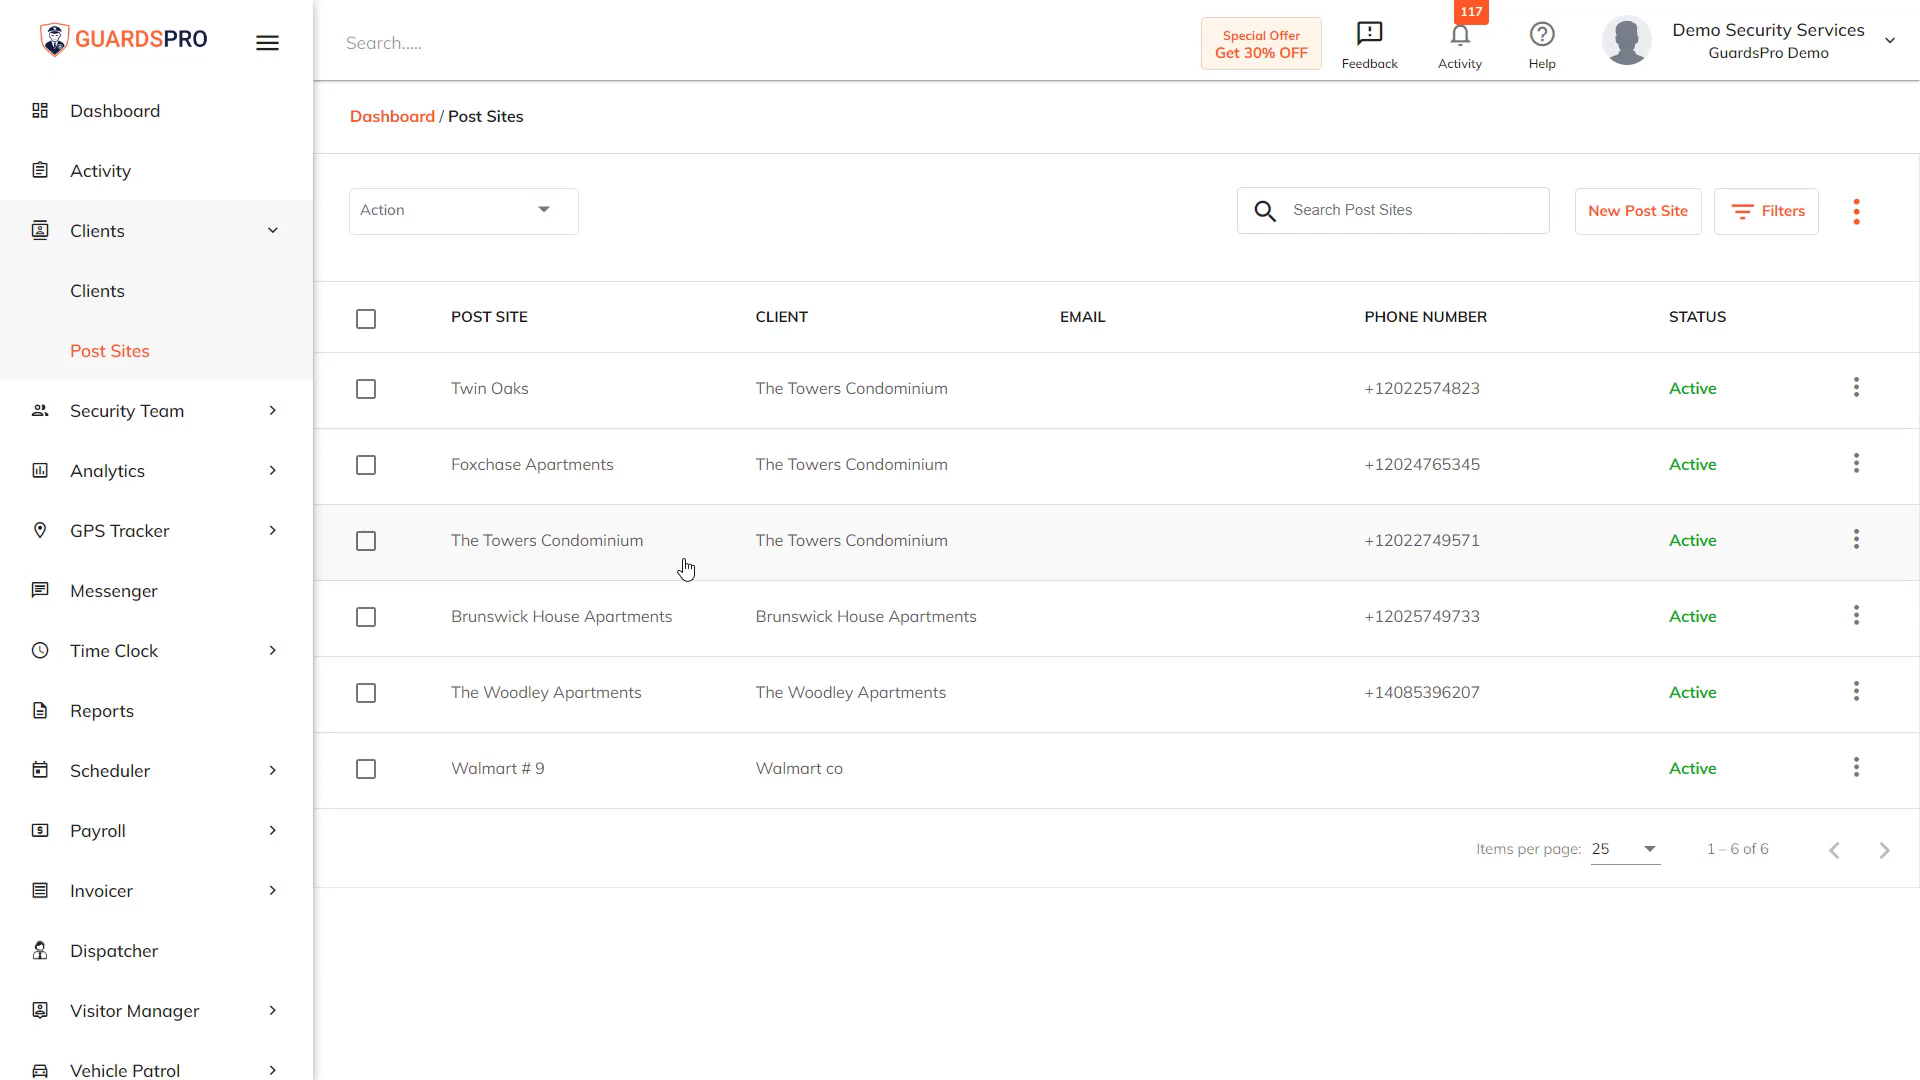 GUARDSPRO
Search.....
Special Offer
Get 30% OFF
Feedback
117
Activity
Help
Demo Security Services
GuardsPro Demo
Dashboard
Activity
Clients
Clients
Post Sites
Security Team
Analytics
GPS Tracker
Messenger
Time Clock
Reports
Scheduler
Payroll
Invoicer
Dispatcher
Visitor Manager
Vehicle Patrol
Dashboard / Post Sites
Action
Search Post Sites
New Post Site
Filters
POST SITE CLIENT EMAIL PHONE NUMBER STATUS
Twin Oaks The Towers Condominium +12022574823 Active
Foxchase Apartments The Towers Condominium +12024765345 Active
The Towers Condominium The Towers Condominium +12022749571 Active
Brunswick House Apartments Brunswick House Apartments +12025749733 Active
The Woodley Apartments The Woodley Apartments +14085396207 Active
Walmart # 9 Walmart co Active
Items per page: 25 1 – 6 of 6